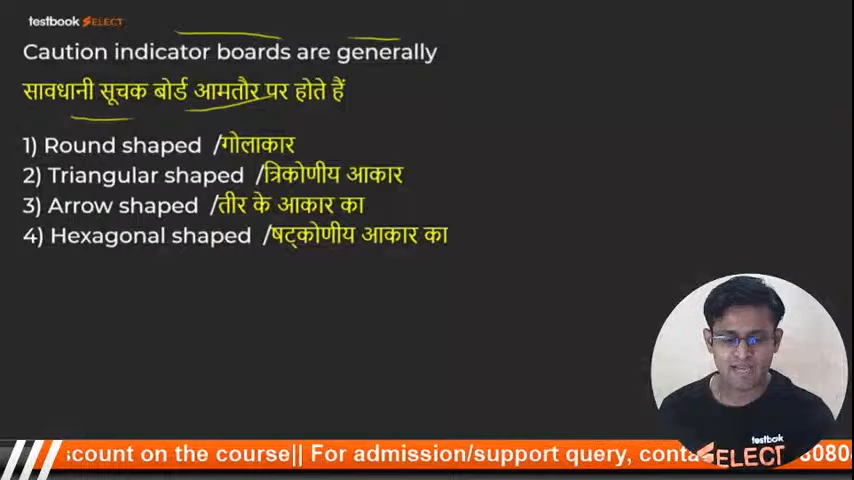 testbook SELECT
Caution indicator boards are generally
सावधानी सूचक बोर्ड आमतौर पर होते हैं
1) Round shaped /गोलाकार
2) Triangular shaped /त्रिकोणीय आकार
3) Arrow shaped /तीर के आकार का
4) Hexagonal shaped /षट्कोणीय आकार का
testbook
SELECT
count on the course|| For admission/support query, conta